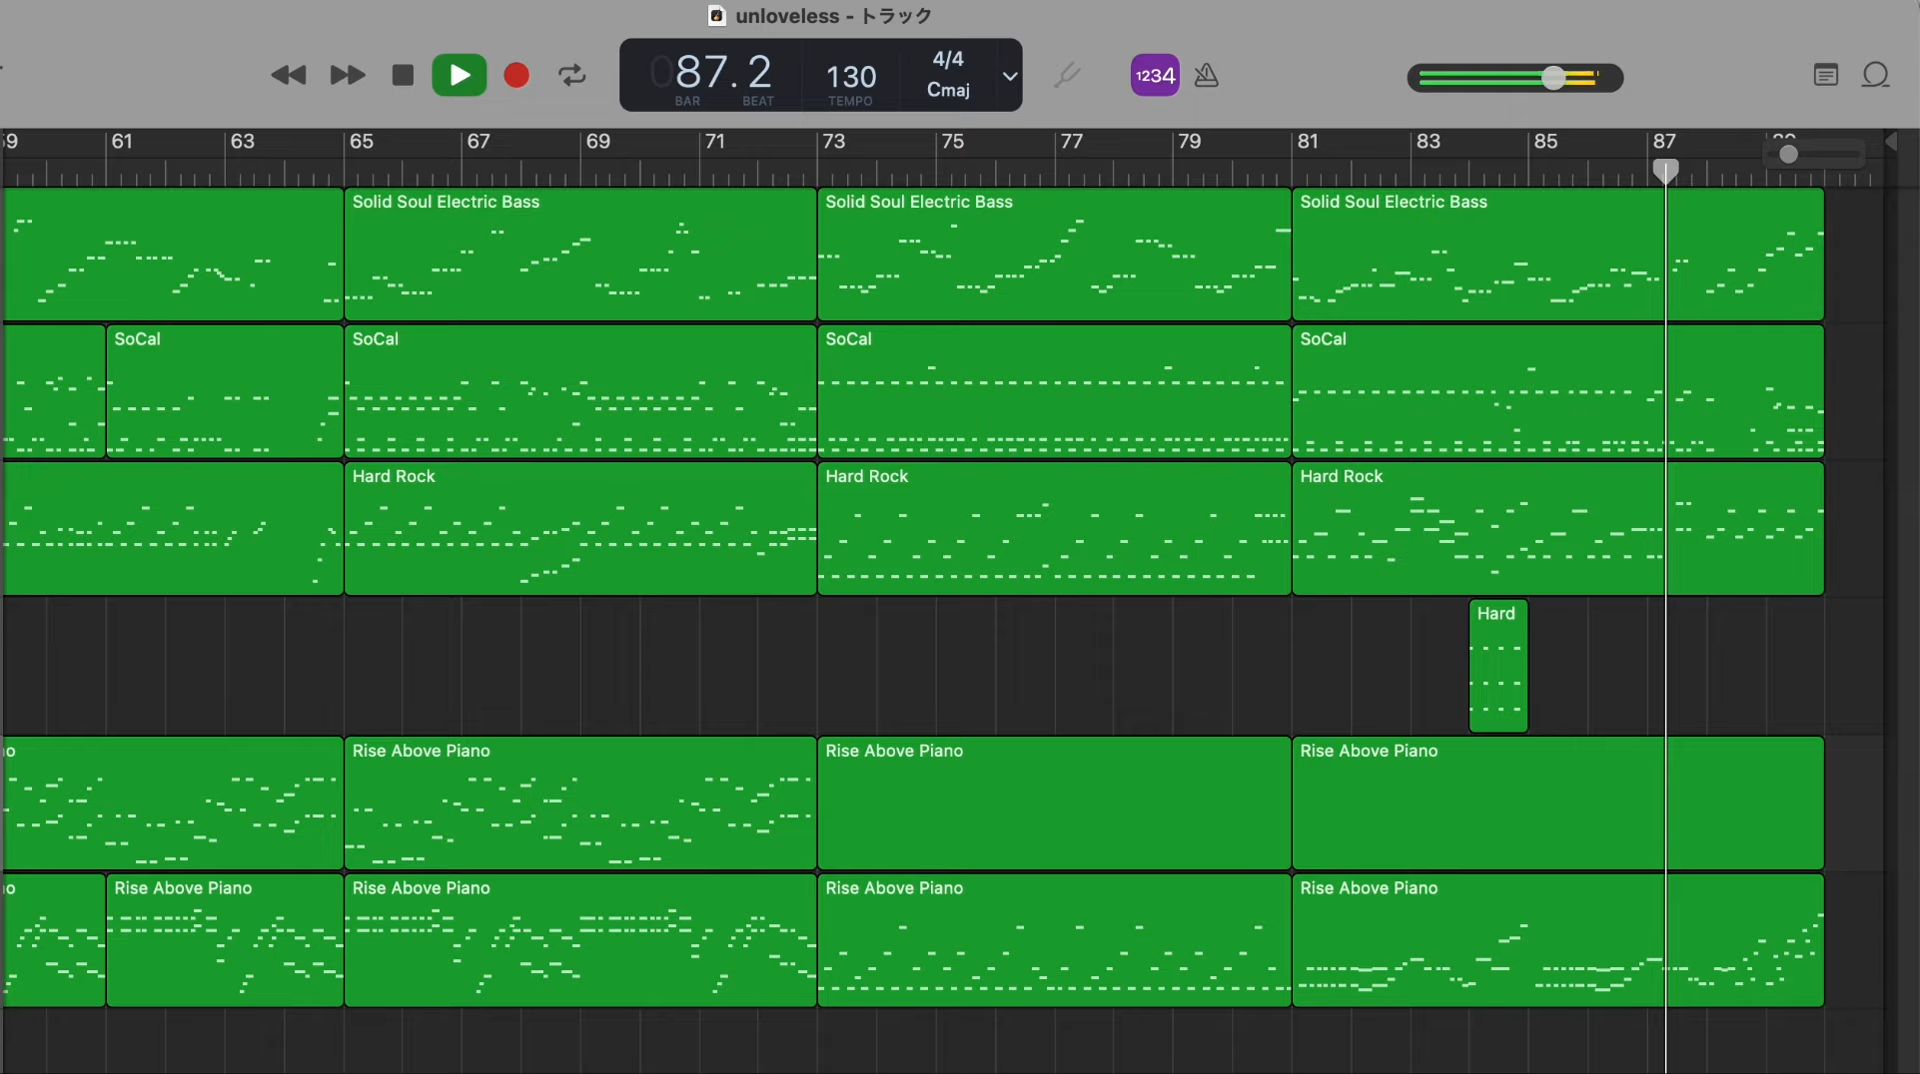 unloveless - トラック
087.2
BAR BEAT
130
TEMPO
4/4
Cmaj
1234
61 63 65 67 69 71 73 75 77 79 81 83 85 87
Solid Soul Electric Bass Solid Soul Electric Bass Solid Soul Electric Bass
SoCal SoCal SoCal SoCal
Hard Rock Hard Rock Hard Rock
Hard
Rise Above Piano Rise Above Piano Rise Above Piano
Rise Above Piano Rise Above Piano Rise Above Piano Rise Above Piano